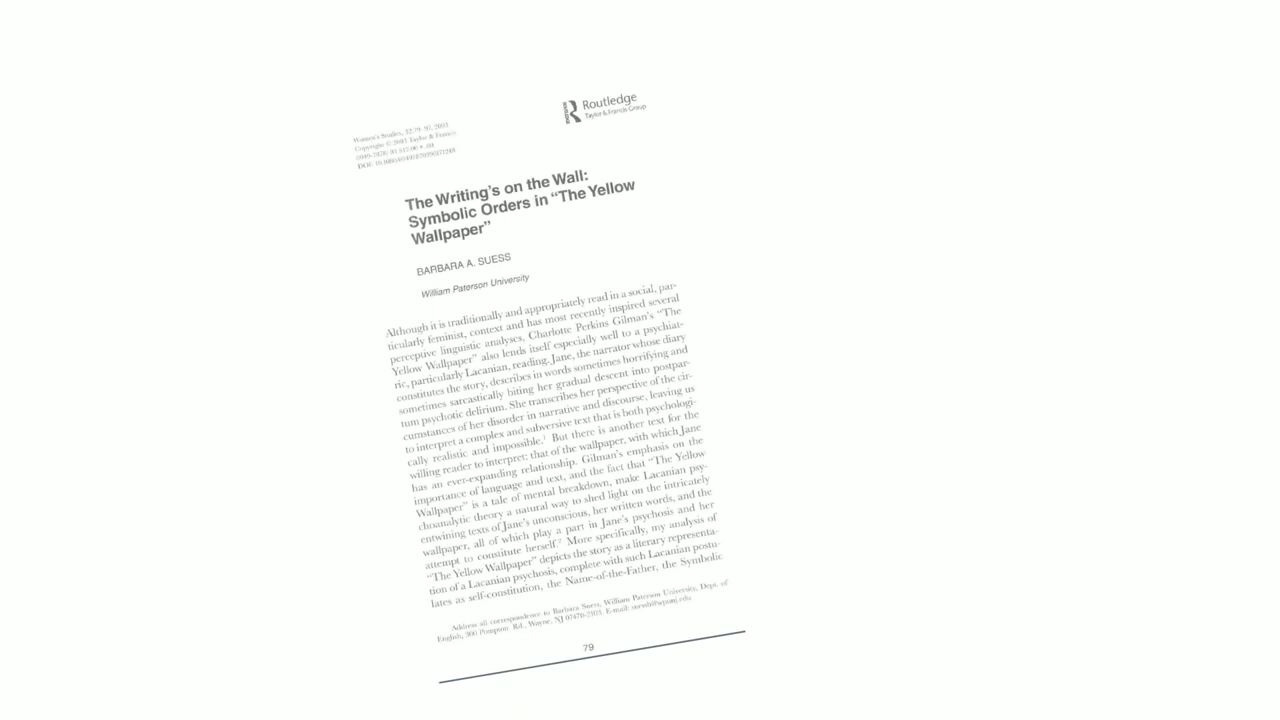 Women's Studies, 32:79–97, 2003
Copyright © 2003 Taylor & Francis
0049-7878/03 $12.00 + .00
DOI: 10.1080/00497870390171248
Routledge
Taylor & Francis Group
The Writing's on the Wall:
Symbolic Orders in “The Yellow
Wallpaper”
BARBARA A. SUESS
William Paterson University
Although it is traditionally and appropriately read in a social, par-
ticularly feminist, context and has most recently inspired several
perceptive linguistic analyses, Charlotte Perkins Gilman's “The
Yellow Wallpaper” also lends itself especially well to a psychiat-
ric, particularly Lacanian, reading. Jane, the narrator whose diary
constitutes the story, describes in words sometimes horrifying and
sometimes sarcastically biting her gradual descent into postpar-
tum psychotic delirium. She transcribes her perspective of the cir-
cumstances of her disorder in narrative and discourse, leaving us
to interpret a complex and subversive text that is both psychologi-
cally realistic and impossible.¹ But there is another text for the
willing reader to interpret: that of the wallpaper, with which Jane
has an ever-expanding relationship. Gilman's emphasis on the
importance of language and text, and the fact that “The Yellow
Wallpaper” is a tale of mental breakdown, make Lacanian psy-
choanalytic theory a natural way to shed light on the intricately
entwining texts of Jane's unconscious, her written words, and the
wallpaper, all of which play a part in Jane's psychosis and her
attempt to constitute herself.² More specifically, my analysis of
“The Yellow Wallpaper” depicts the story as a literary representa-
tion of a Lacanian psychosis, complete with such Lacanian postu-
lates as self-constitution, the Name-of-the-Father, the Symbolic
Address all correspondence to Barbara Suess, William Paterson University, Dept. of
English, 300 Pompton Rd., Wayne, NJ 07470-2103. E-mail: suessb@wpunj.edu
79